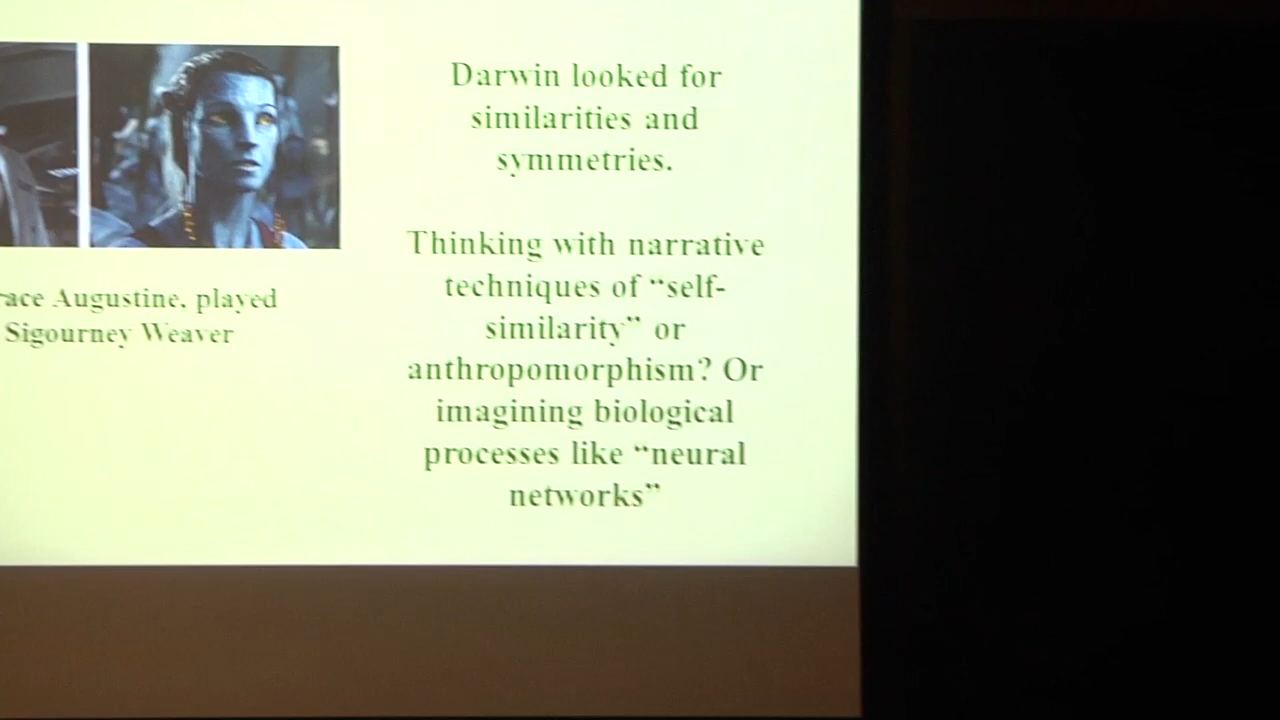 race Augustine, played
Sigourney Weaver
Darwin looked for
similarities and
symmetries.
Thinking with narrative
techniques of “self-
similarity” or
anthropomorphism? Or
imagining biological
processes like “neural
networks”